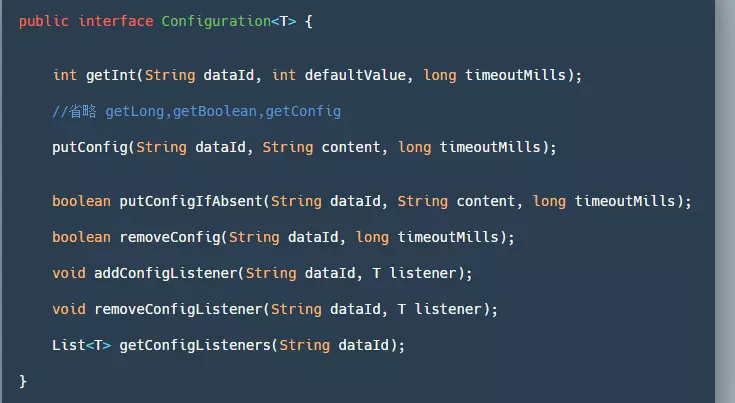 public interface Configuration<T> {
int getInt(String dataId, int defaultValue, long timeoutMills);
//省略 getLong,getBoolean,getConfig
putConfig(String dataId, String content, long timeoutMills);
boolean putConfigIfAbsent(String dataId, String content, long timeoutMills);
boolean removeConfig(String dataId, long timeoutMills);
void addConfigListener(String dataId, T listener);
void removeConfigListener(String dataId, T listener);
List<T> getConfigListeners(String dataId);
}